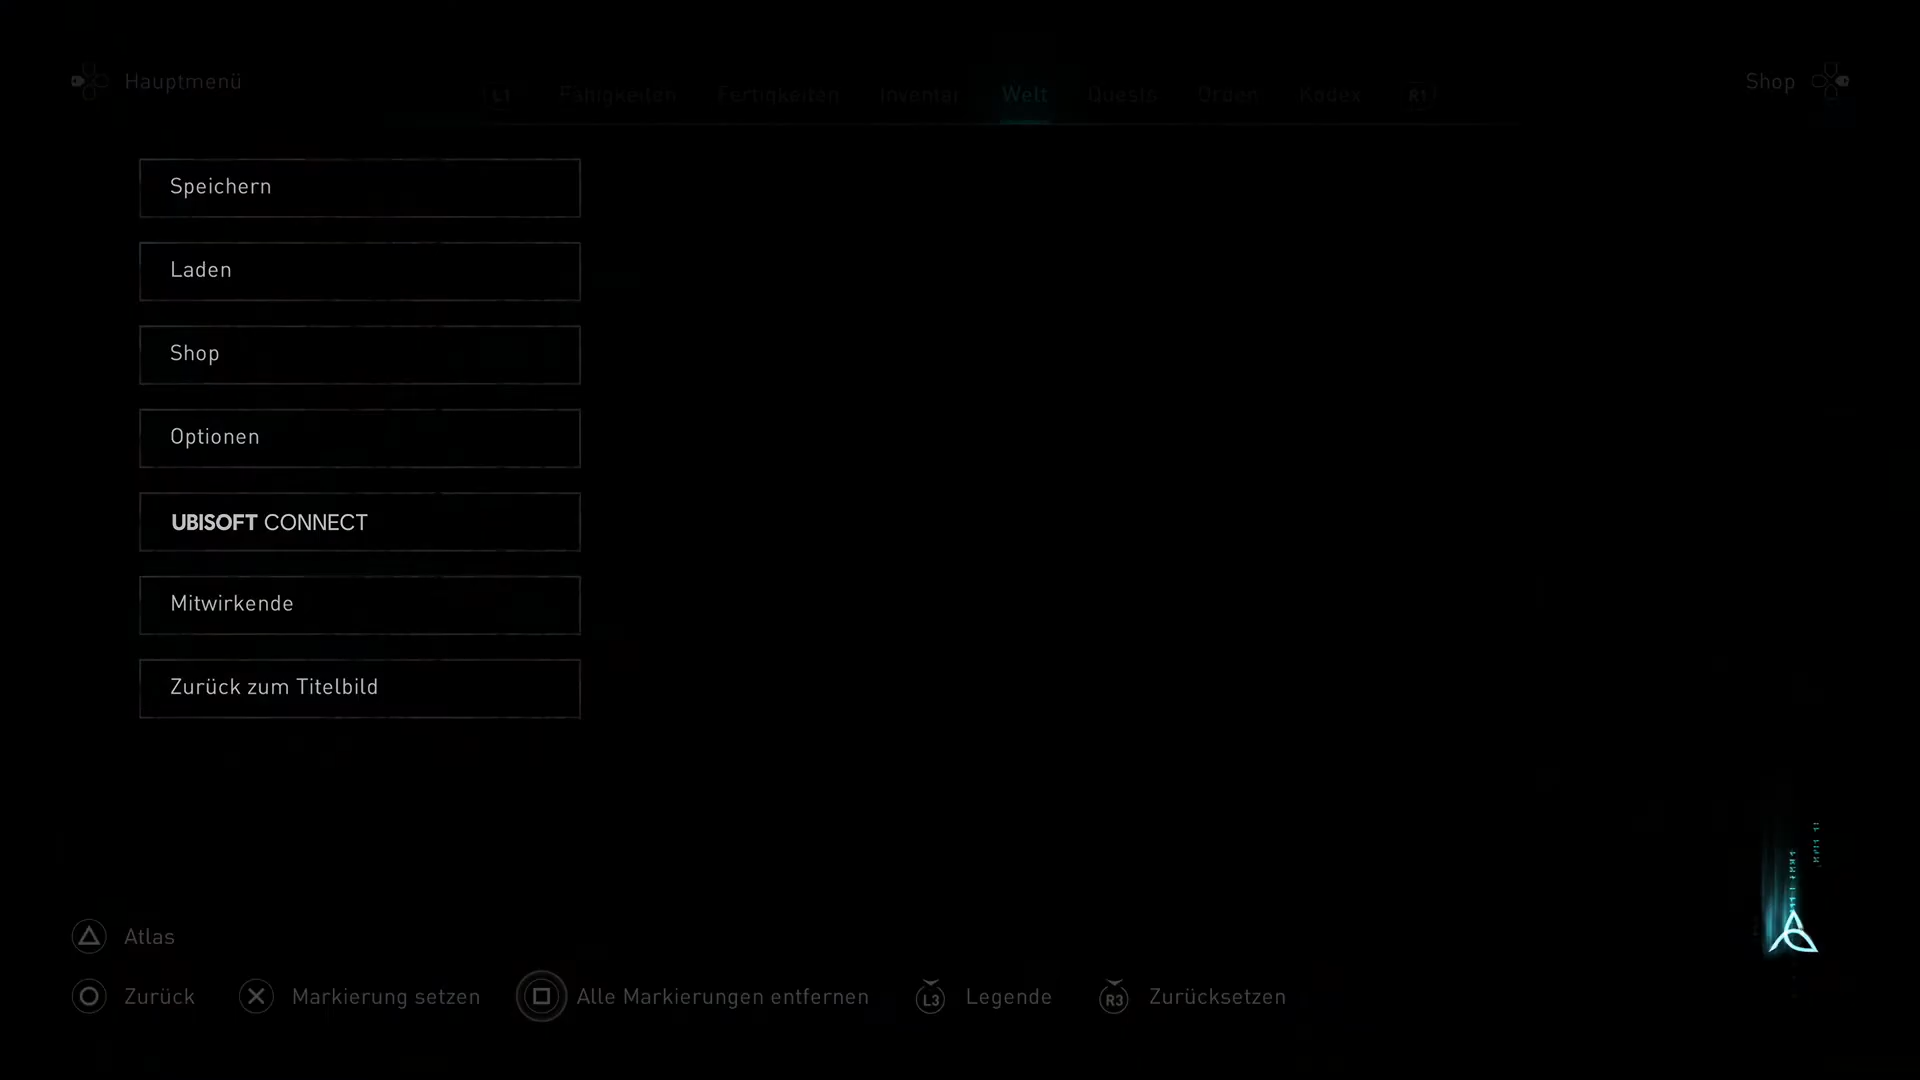 Hauptmenü
L1 Fähigkeiten Fertigkeiten Inventar Welt Quests Orden Kodex R1
Shop
Speichern
Laden
Shop
Optionen
UBISOFT CONNECT
Mitwirkende
Zurück zum Titelbild
Atlas
Zurück Markierung setzen Alle Markierungen entfernen L3 Legende R3 Zurücksetzen